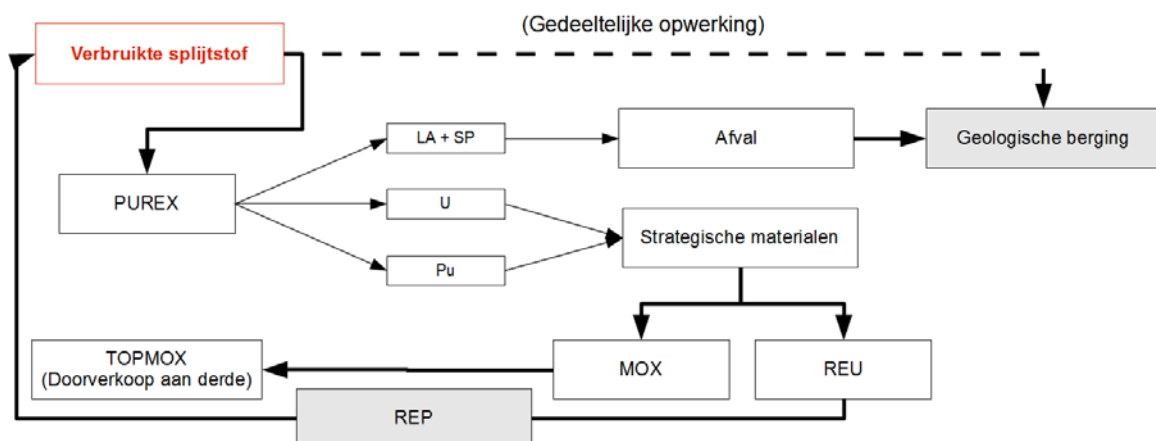 (Gedeeltelijke opwerking)
Verbruikte splijtstof
LA + SP
Afval
Geologische berging
PUREX
U
Strategische materialen
Pu
TOPMOX
(Doorverkoop aan derde)
MOX
REU
REP